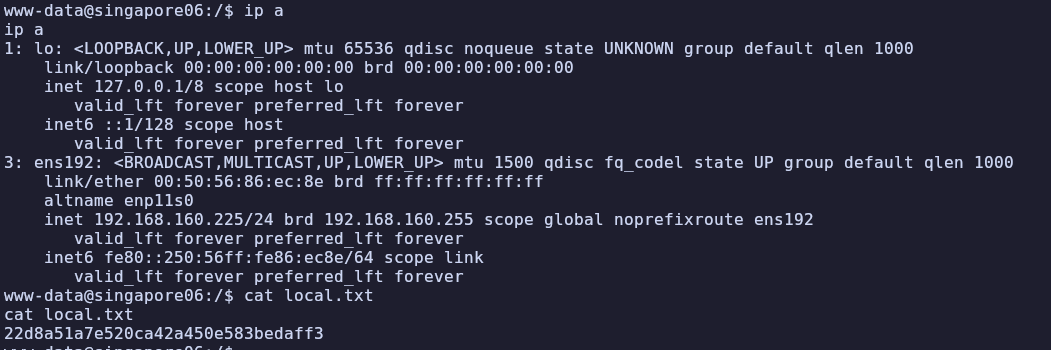 www-data@singapore06:/$ ip a
ip a
1: lo: <LOOPBACK,UP,LOWER_UP> mtu 65536 qdisc noqueue state UNKNOWN group default qlen 1000
    link/loopback 00:00:00:00:00:00 brd 00:00:00:00:00:00
    inet 127.0.0.1/8 scope host lo
       valid_lft forever preferred_lft forever
    inet6 ::1/128 scope host
       valid_lft forever preferred_lft forever
3: ens192: <BROADCAST,MULTICAST,UP,LOWER_UP> mtu 1500 qdisc fq_codel state UP group default qlen 1000
    link/ether 00:50:56:86:ec:8e brd ff:ff:ff:ff:ff:ff
    altname enp11s0
    inet 192.168.160.225/24 brd 192.168.160.255 scope global noprefixroute ens192
       valid_lft forever preferred_lft forever
    inet6 fe80::250:56ff:fe86:ec8e/64 scope link
       valid_lft forever preferred_lft forever
www-data@singapore06:/$ cat local.txt
cat local.txt
22d8a51a7e520ca42a450e583bedaff3